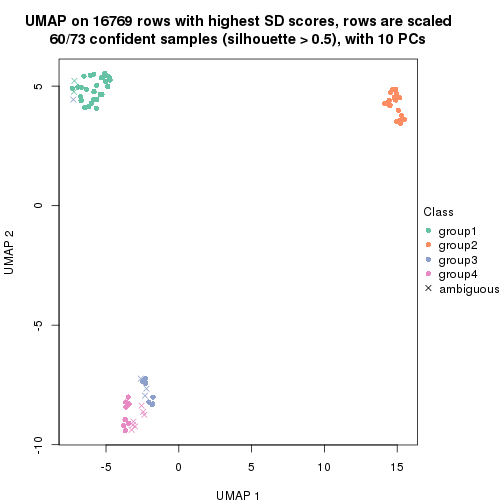 UMAP on 16769 rows with highest SD scores, rows are scaled
60/73 confident samples (silhouette > 0.5), with 10 PCs
5
0
-5
-10
UMAP 2
-5
0
5
10
15
UMAP 1
Class
group1
group2
group3
group4
ambiguous